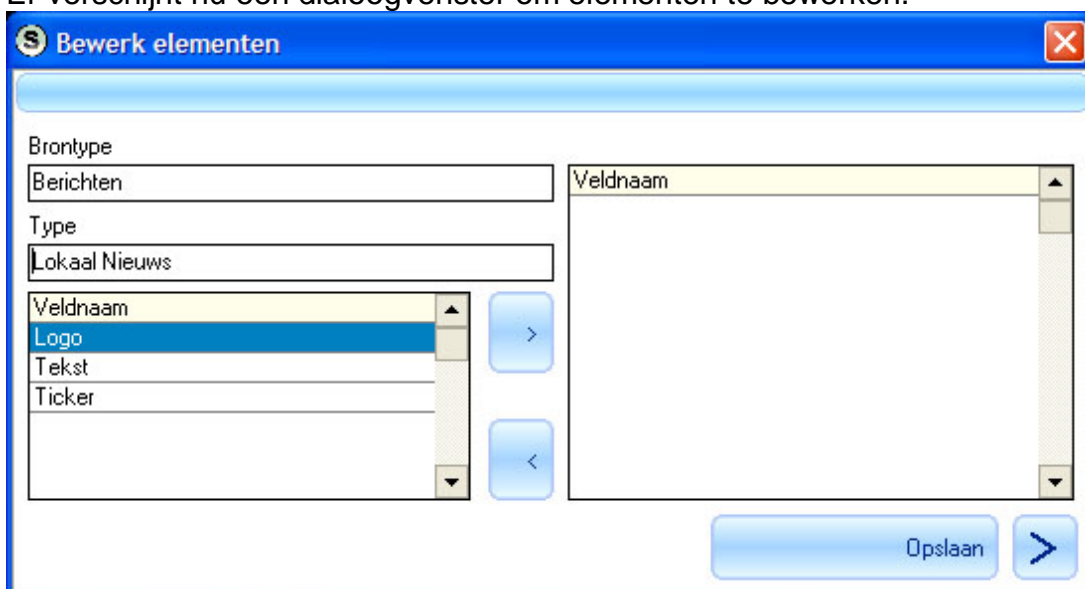 Er verschijnt nu een dialoogvenster om elementen te bewerken.
S Bewerk elementen
Brontype
Berichten
Type
Lokaal Nieuws
Veldnaam
Logo
Tekst
Ticker
>
<
Veldnaam
Opslaan >